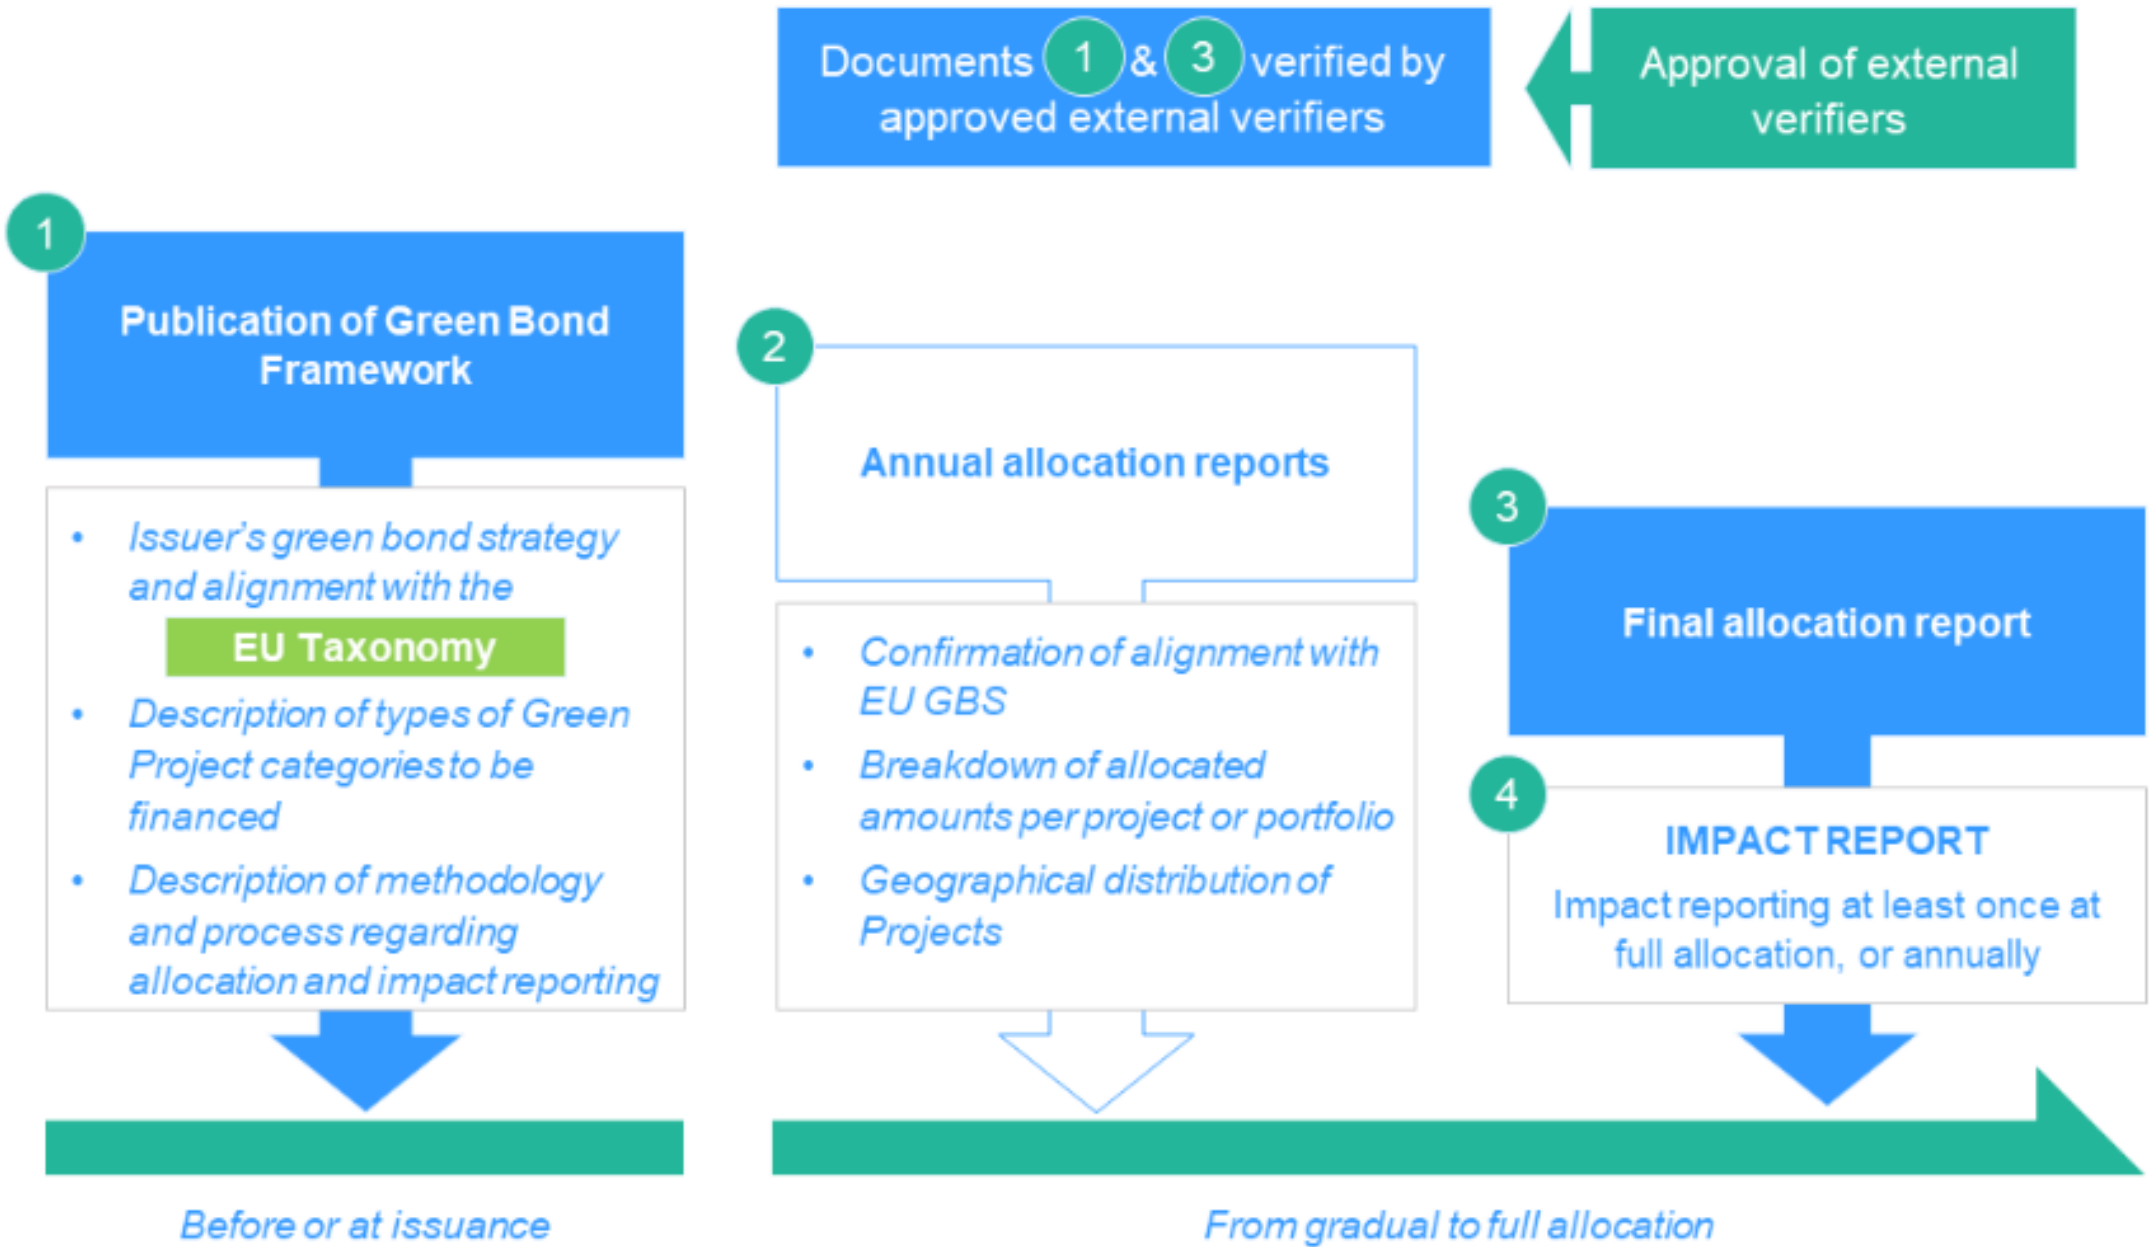 Documents 1 & 3 verified by
approved external verifiers
Approval of external
verifiers
1
Publication of Green Bond
Framework
• Issuer's green bond strategy
and alignment with the
EU Taxonomy
• Description of types of Green
Project categories to be
financed
• Description of methodology
and process regarding
allocation and impact reporting
2
Annual allocation reports
• Confirmation of alignment with
EU GBS
• Breakdown of allocated
amounts per project or portfolio
• Geographical distribution of
Projects
3
Final allocation report
4
IMPACT REPORT
Impact reporting at least once at
full allocation, or annually
Before or at issuance
From gradual to full allocation